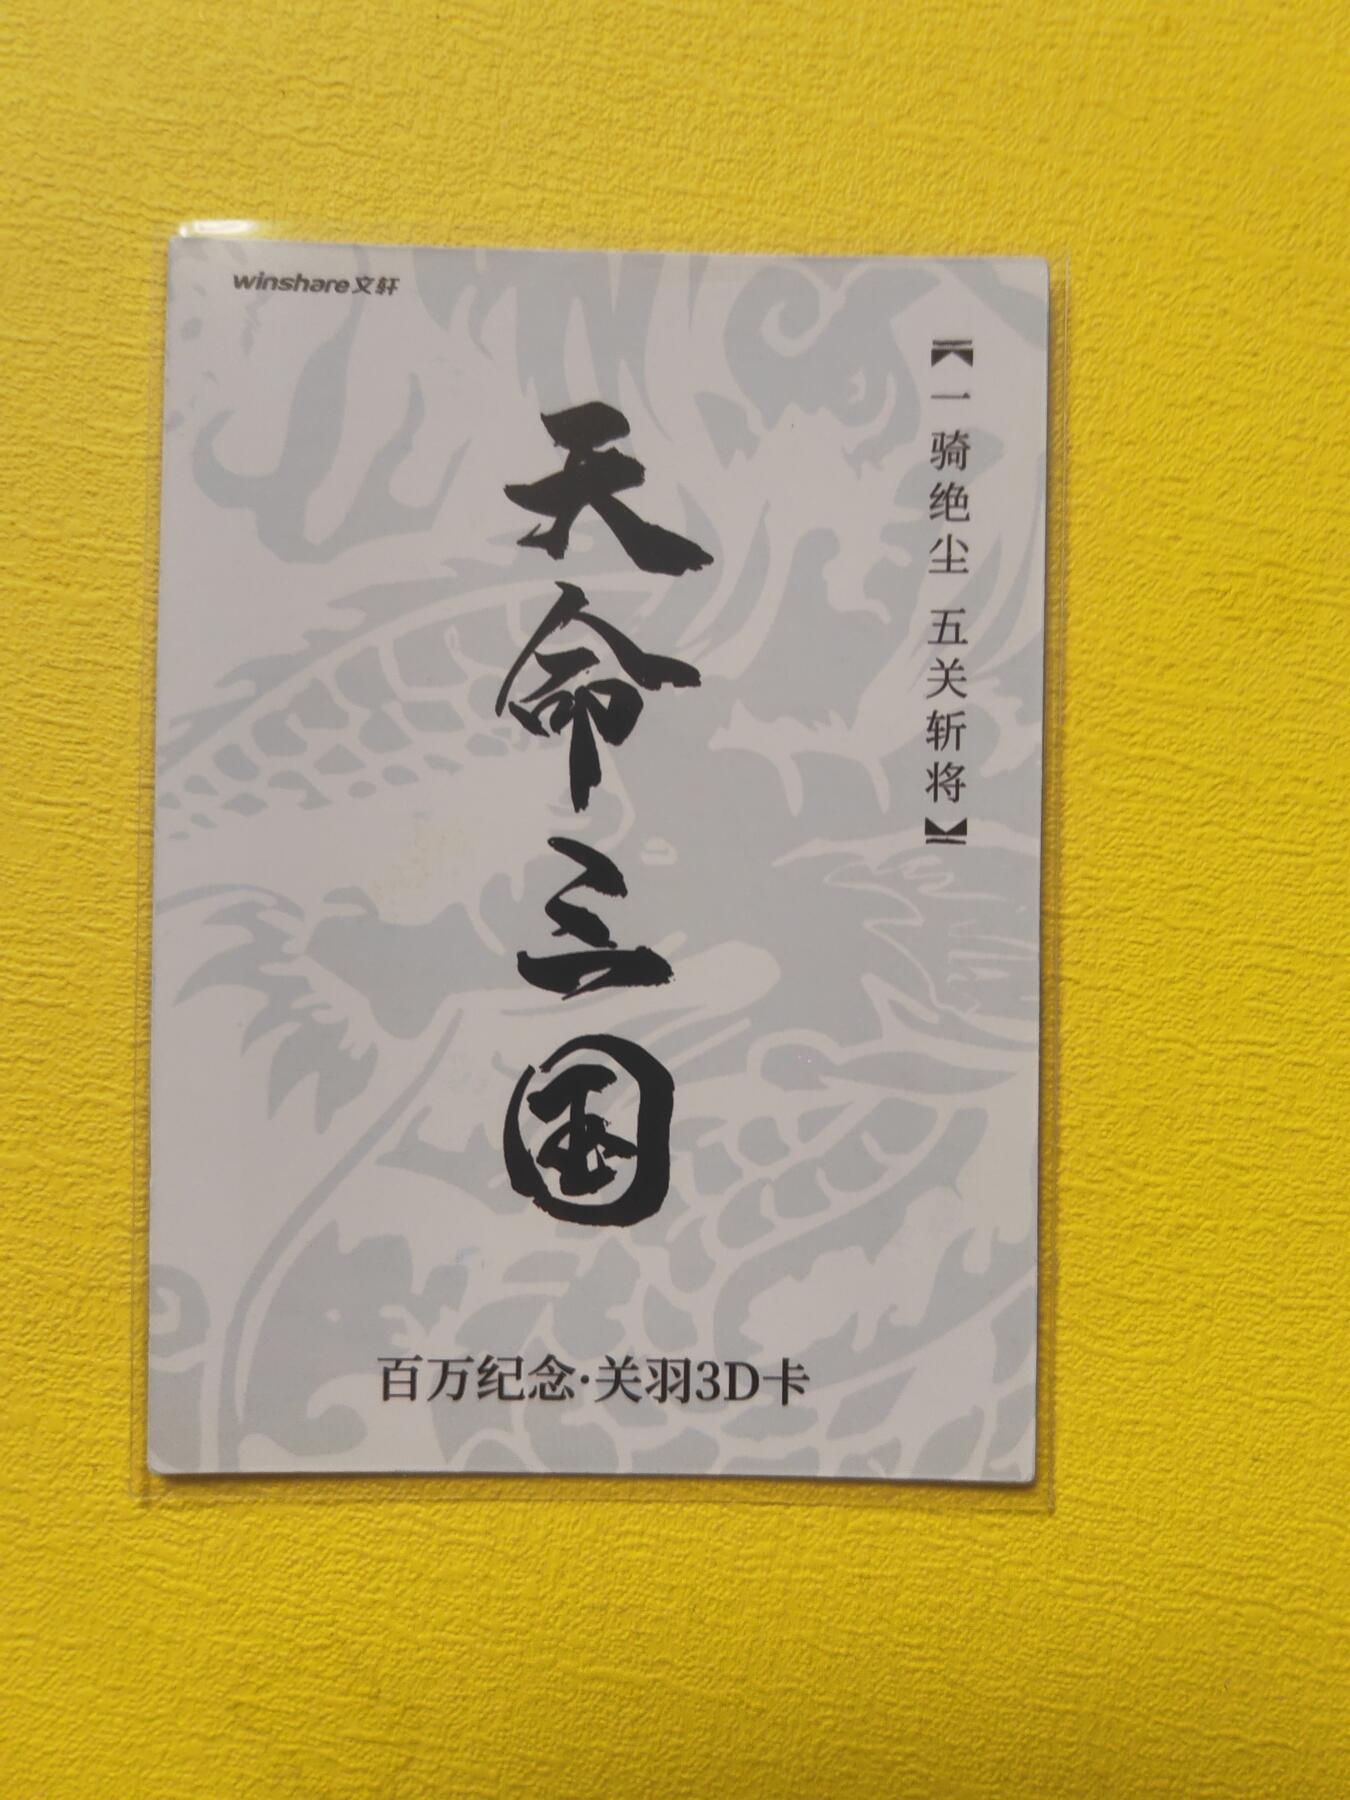 winshare文轩
【一骑绝尘 五关斩将】
天命三国
百万纪念·关羽3D卡